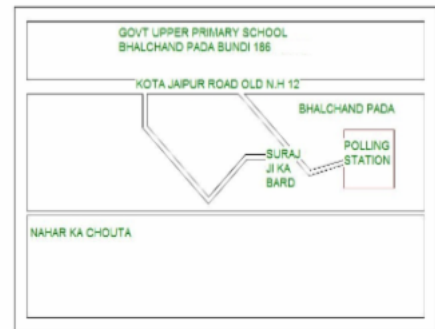 GOVT UPPER PRIMARY SCHOOL
BHALCHAND PADA BUNDI 186
KOTA JAIPUR ROAD OLD N.H 12
BHALCHAND PADA
SURAJ
JI KA
BARD
POLLING
STATION
NAHAR KA CHOUTA